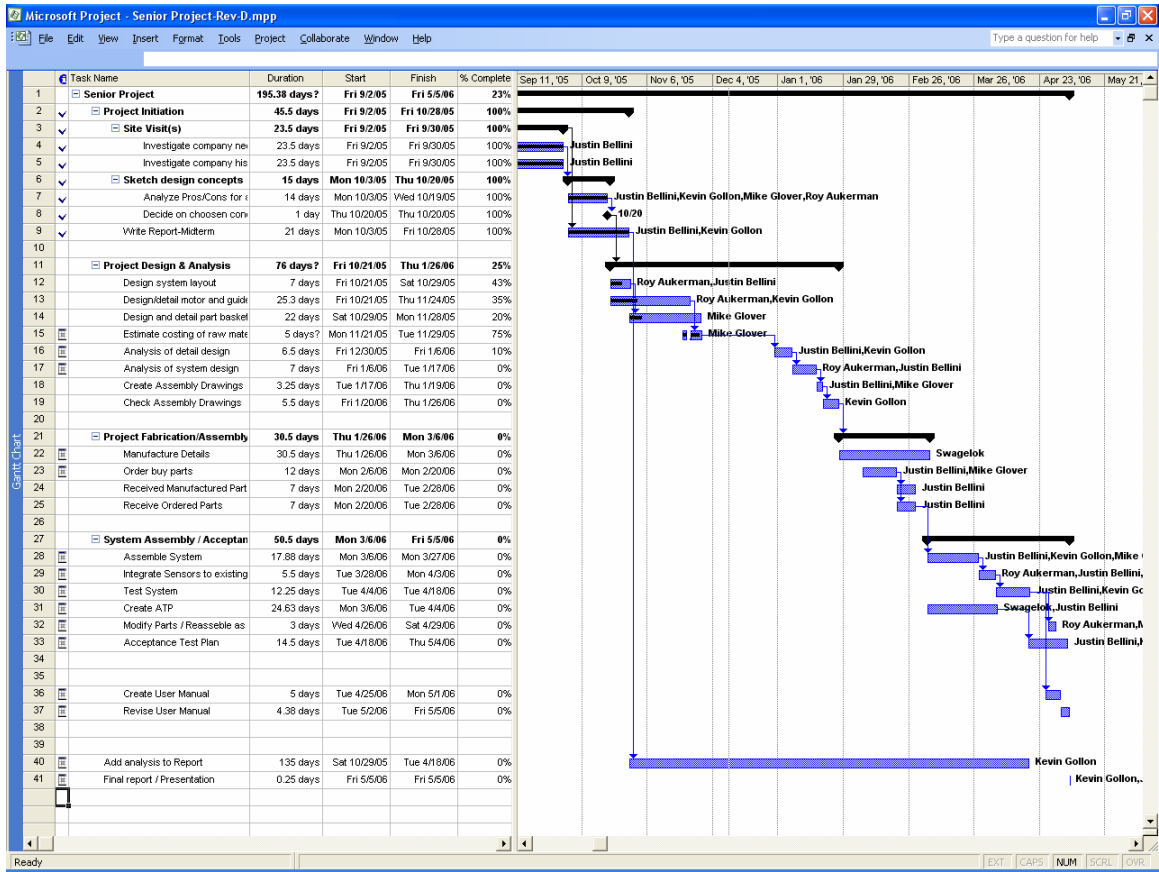 Microsoft Project - Senior Project-Rev-D.mpp
File Edit View Insert Format Tools Project Collaborate Window Help Type a question for help
Task Name Duration Start Finish % Complete Sep 11, '05 Oct 9, '05 Nov 6, '05 Dec 4, '05 Jan 1, '06 Jan 29, '06 Feb 26, '06 Mar 26, '06 Apr 23, '06 May 21,
1 Senior Project 195.38 days? Fri 9/2/05 Fri 5/5/06 23%
2 Project Initiation 45.5 days Fri 9/2/05 Fri 10/28/05 100%
3 Site Visit(s) 23.5 days Fri 9/2/05 Fri 9/30/05 100%
4 Investigate company nee 23.5 days Fri 9/2/05 Fri 9/30/05 100% Justin Bellini
5 Investigate company his 23.5 days Fri 9/2/05 Fri 9/30/05 100% Justin Bellini
6 Sketch design concepts 15 days Mon 10/3/05 Thu 10/20/05 100%
7 Analyze Pros/Cons for 14 days Mon 10/3/05 Wed 10/19/05 100% Justin Bellini,Kevin Gollon,Mike Glover,Roy Aukerman
8 Decide on choosen con 1 day Thu 10/20/05 Thu 10/20/05 100% 10/20
9 Write Report-Midterm 21 days Mon 10/3/05 Fri 10/28/05 100% Justin Bellini,Kevin Gollon
10
11 Project Design & Analysis 76 days? Fri 10/21/05 Thu 1/26/06 25%
12 Design system layout 7 days Fri 10/21/05 Sat 10/29/05 43% Roy Aukerman,Justin Bellini
13 Design/detail motor and guide 25.3 days Fri 10/21/05 Thu 11/24/05 35% Roy Aukerman,Kevin Gollon
14 Design and detail part basket 22 days Sat 10/29/05 Mon 11/28/05 20% Mike Glover
15 Estimate costing of raw mate 5 days? Mon 11/21/05 Tue 11/29/05 75% Mike Glover
16 Analysis of detail design 6.5 days Fri 12/30/05 Fri 1/6/06 10% Justin Bellini,Kevin Gollon
17 Analysis of system design 7 days Fri 1/6/06 Tue 1/17/06 0% Roy Aukerman,Justin Bellini
18 Create Assembly Drawings 3.25 days Tue 1/17/06 Thu 1/19/06 0% Justin Bellini,Mike Glover
19 Check Assembly Drawings 5.5 days Fri 1/20/06 Thu 1/26/06 0% Kevin Gollon
20
21 Project Fabrication/Assembly 30.5 days Thu 1/26/06 Mon 3/6/06 0%
22 Manufacture Details 30.5 days Thu 1/26/06 Mon 3/6/06 0% Swagelok
23 Order buy parts 12 days Mon 2/6/06 Mon 2/20/06 0% Justin Bellini,Mike Glover
24 Received Manufactured Part 7 days Mon 2/20/06 Tue 2/28/06 0% Justin Bellini
25 Receive Ordered Parts 7 days Mon 2/20/06 Tue 2/28/06 0% Justin Bellini
26
27 System Assembly / Acceptan 50.5 days Mon 3/6/06 Fri 5/5/06 0%
28 Assemble System 17.88 days Mon 3/6/06 Mon 3/27/06 0% Justin Bellini,Kevin Gollon,Mike
29 Integrate Sensors to existing 5.5 days Tue 3/28/06 Mon 4/3/06 0% Roy Aukerman,Justin Bellini,
30 Test System 12.25 days Tue 4/4/06 Tue 4/18/06 0% Justin Bellini,Kevin Go
31 Create ATP 24.63 days Mon 3/6/06 Tue 4/4/06 0% Swagelok,Justin Bellini
32 Modify Parts / Reasseble as 3 days Wed 4/26/06 Sat 4/29/06 0% Roy Aukerman,M
33 Acceptance Test Plan 14.5 days Tue 4/18/06 Thu 5/4/06 0% Justin Bellini,
34
35
36 Create User Manual 5 days Tue 4/25/06 Mon 5/1/06 0%
37 Revise User Manual 4.38 days Tue 5/2/06 Fri 5/5/06 0%
38
39
40 Add analysis to Report 135 days Sat 10/29/05 Tue 4/18/06 0% Kevin Gollon
41 Final report / Presentation 0.25 days Fri 5/5/06 Fri 5/5/06 0% Kevin Gollon,
Gantt Chart
Ready EXT CAPS NUM SCRL OVR